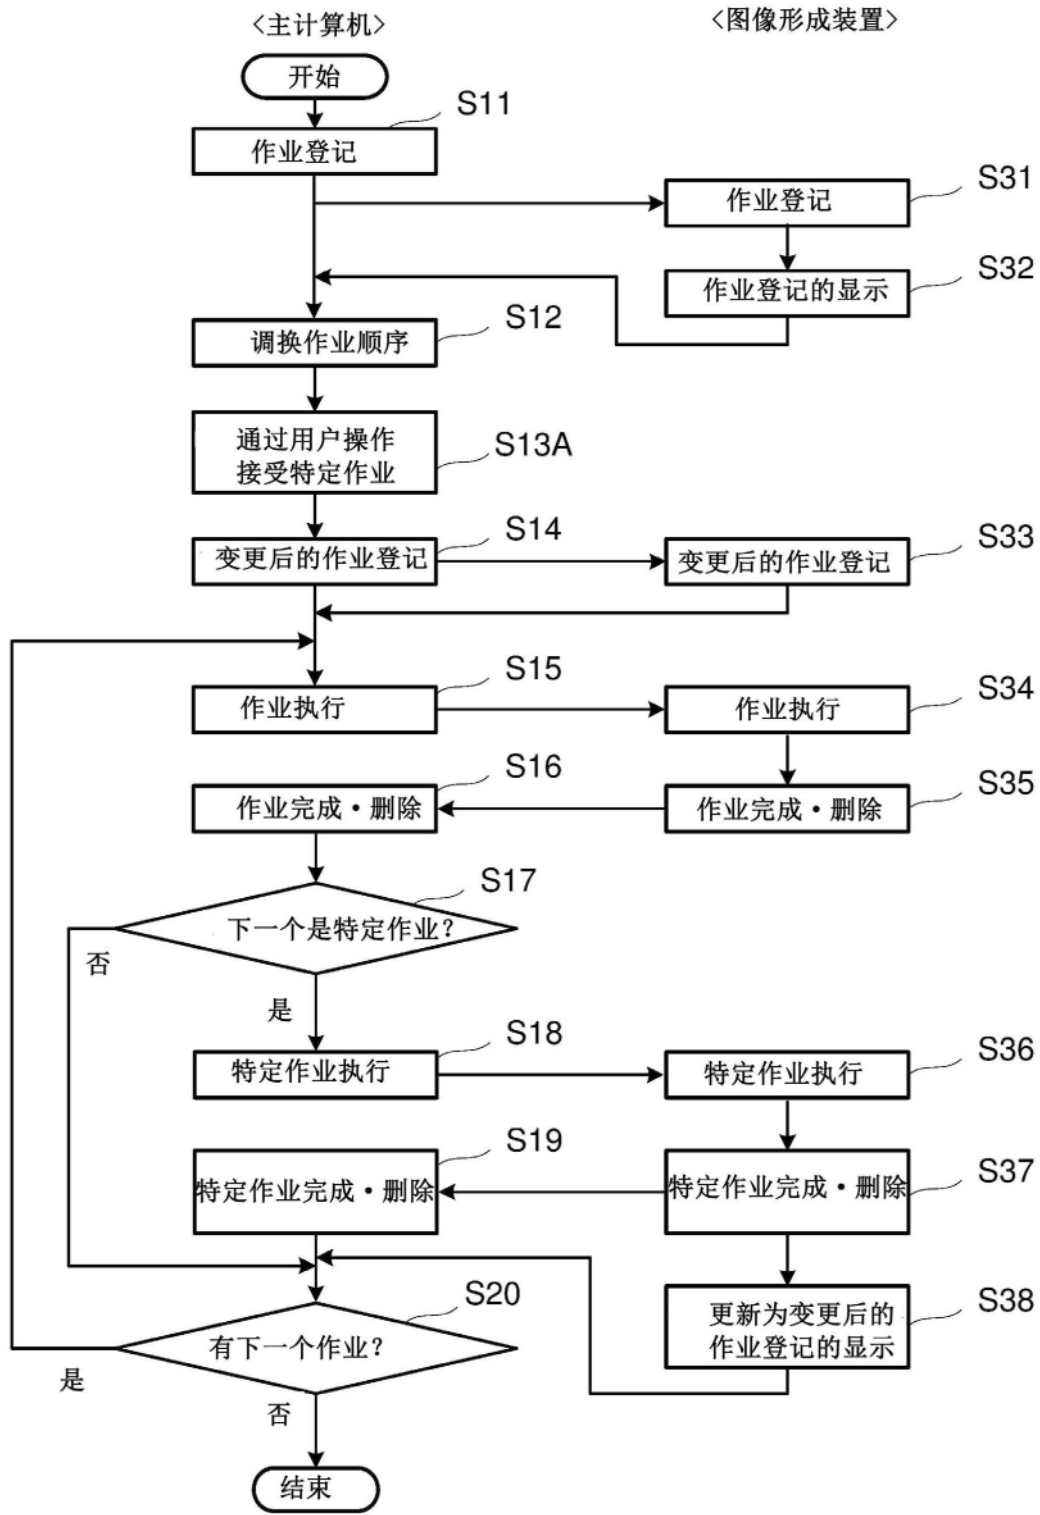 <主计算机>
<图像形成装置>
开始
S11
作业登记
S31
作业登记
S32
作业登记的显示
S12
调换作业顺序
S13A
通过用户操作
接受特定作业
S14
变更后的作业登记
S33
变更后的作业登记
S15
作业执行
S34
作业执行
S16
作业完成·删除
S35
作业完成·删除
S17
下一个是特定作业？
否
是
S18
特定作业执行
S36
特定作业执行
S19
特定作业完成·删除
S37
特定作业完成·删除
S20
有下一个作业？
S38
更新为变更后的
作业登记的显示
是
否
结束